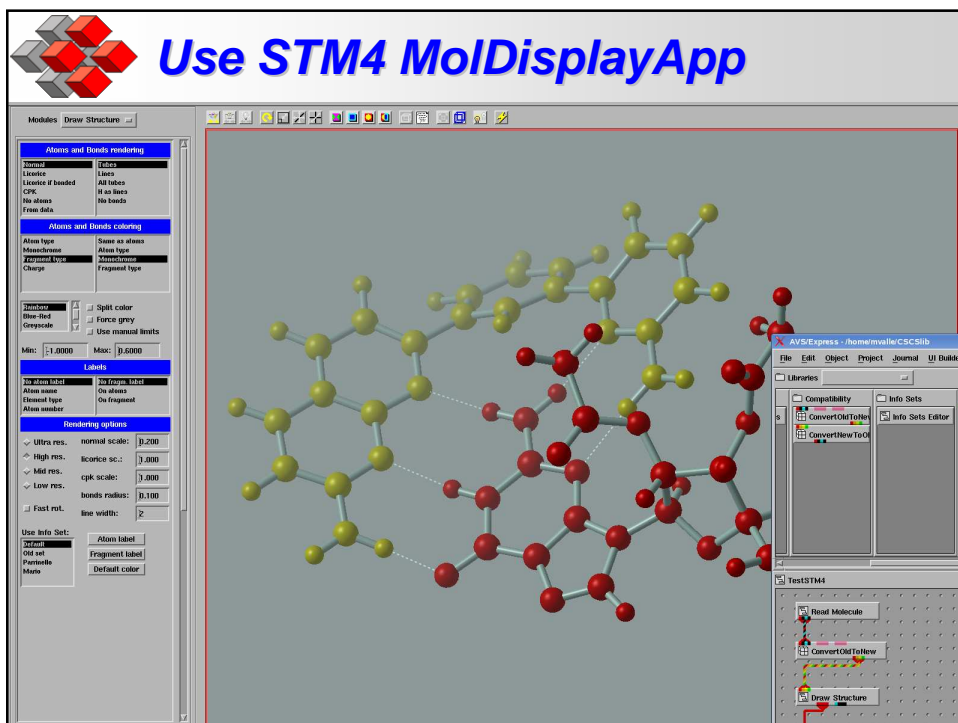 Use STM4 MolDisplayApp
Modules Draw Structure
Atoms and Bonds rendering
Normal Tubes
Licorice Lines
Licorice if bonded All tubes
CPK H as lines
No atoms No bonds
From data
Atoms and Bonds coloring
Atom type Same as atoms
Monochrome Atom type
Fragment type Monochrome
Charge Fragment type
Rainbow Split color
Blue-Red Force grey
Greyscale Use manual limits
Min: -1.0000 Max: 0.6000
Labels
No atom label No fragm. label
Atom name On atoms
Element type On fragment
Atom number
Rendering options
Ultra res. normal scale: 0.200
High res. licorice sc.: 1.000
Mid res. cpk scale: 1.000
Low res. bonds radius: 0.100
Fast rot. line width: 2
Use Info Set:
Default Atom label
Old set Fragment label
Parrinello Default color
Mario
AVS/Express - /home/mvalle/CSCSlib
File Edit Object Project Journal UI Builde
Libraries
s Compatibility Info Sets
ConvertOldToNew Info Sets Editor
ConvertNewToOl
TestSTM4
Read Molecule
ConvertOldToNew
Draw Structure